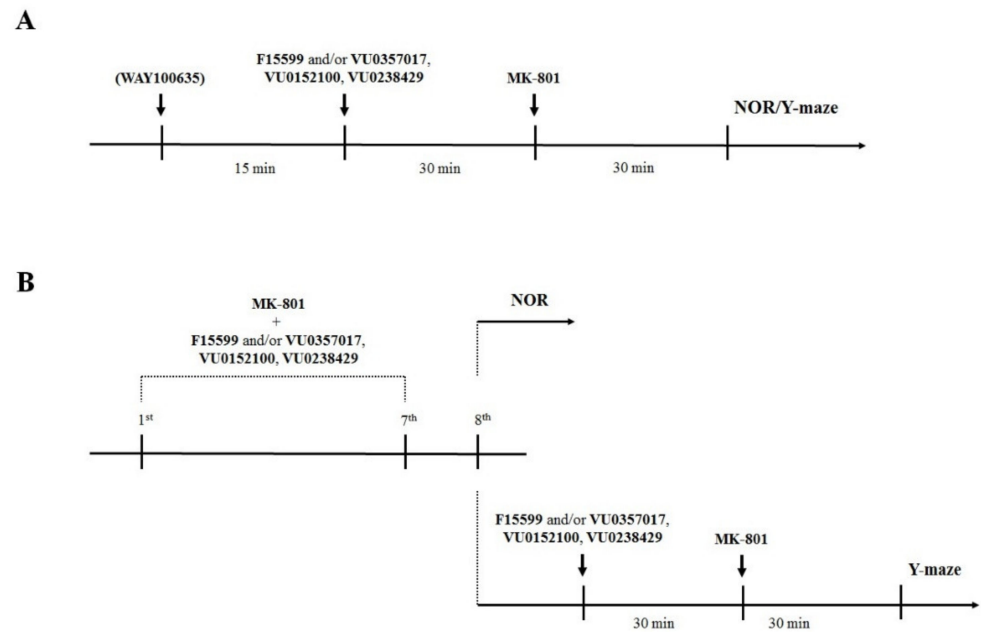 A
(WAY100635)
F15599 and/or VU0357017,
VU0152100, VU0238429
MK-801
NOR/Y-maze
15 min
30 min
30 min
B
MK-801
+
F15599 and/or VU0357017,
VU0152100, VU0238429
NOR
1st
7th
8th
F15599 and/or VU0357017,
VU0152100, VU0238429
MK-801
Y-maze
30 min
30 min